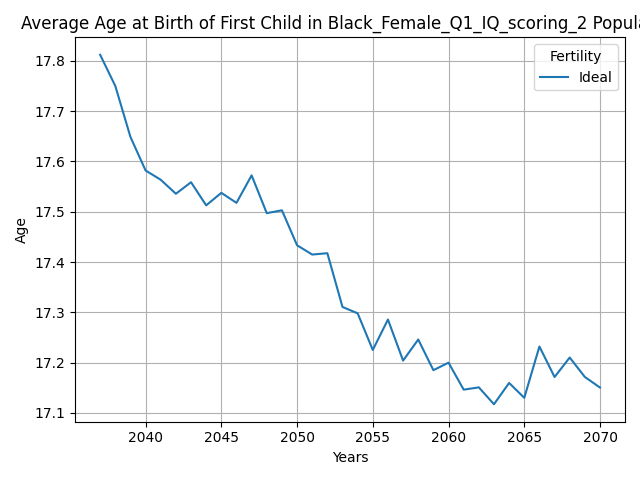 Average Age at Birth of First Child in Black_Female_Q1_IQ_scoring_2
17.8
17.7
17.6
17.5
17.4
17.3
17.2
17.1
Age
Fertility
Ideal
2040 2045 2050 2055 2060 2065 2070
Years